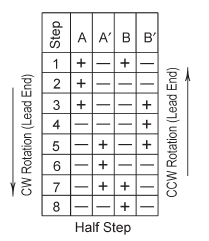 Step A A′ B B′
1 + — + —
2 + — — —
3 + — — +
4 — — — +
5 — + — +
6 — + — —
7 — + + —
8 — — + —
CW Rotation (Lead End)
CCW Rotation (Lead End)
Half Step